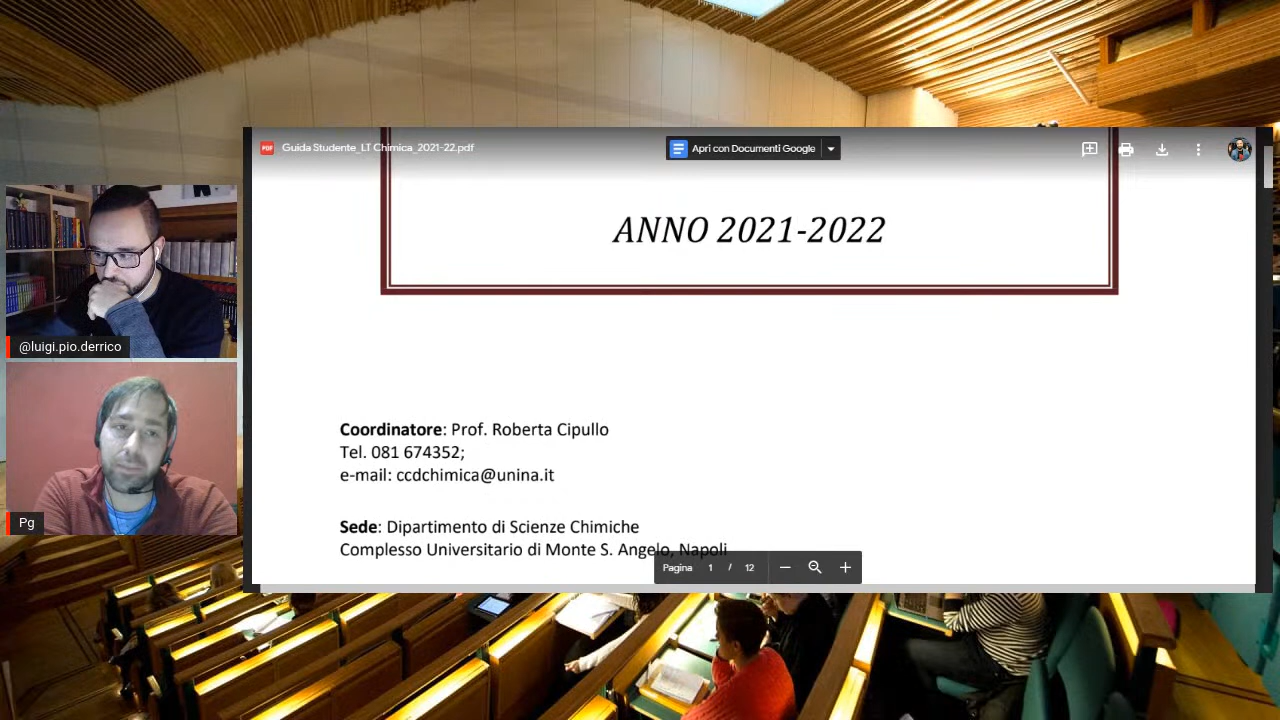 Guida Studente_LT Chimica_2021-22.pdf
Apri con Documenti Google
ANNO 2021-2022
@luigi.pio.derrico
Coordinatore: Prof. Roberta Cipullo
Tel. 081 674352;
e-mail: ccdchimica@unina.it
Pg
Sede: Dipartimento di Scienze Chimiche
Complesso Universitario di Monte S. Angelo, Napoli
Pagina 1 / 12